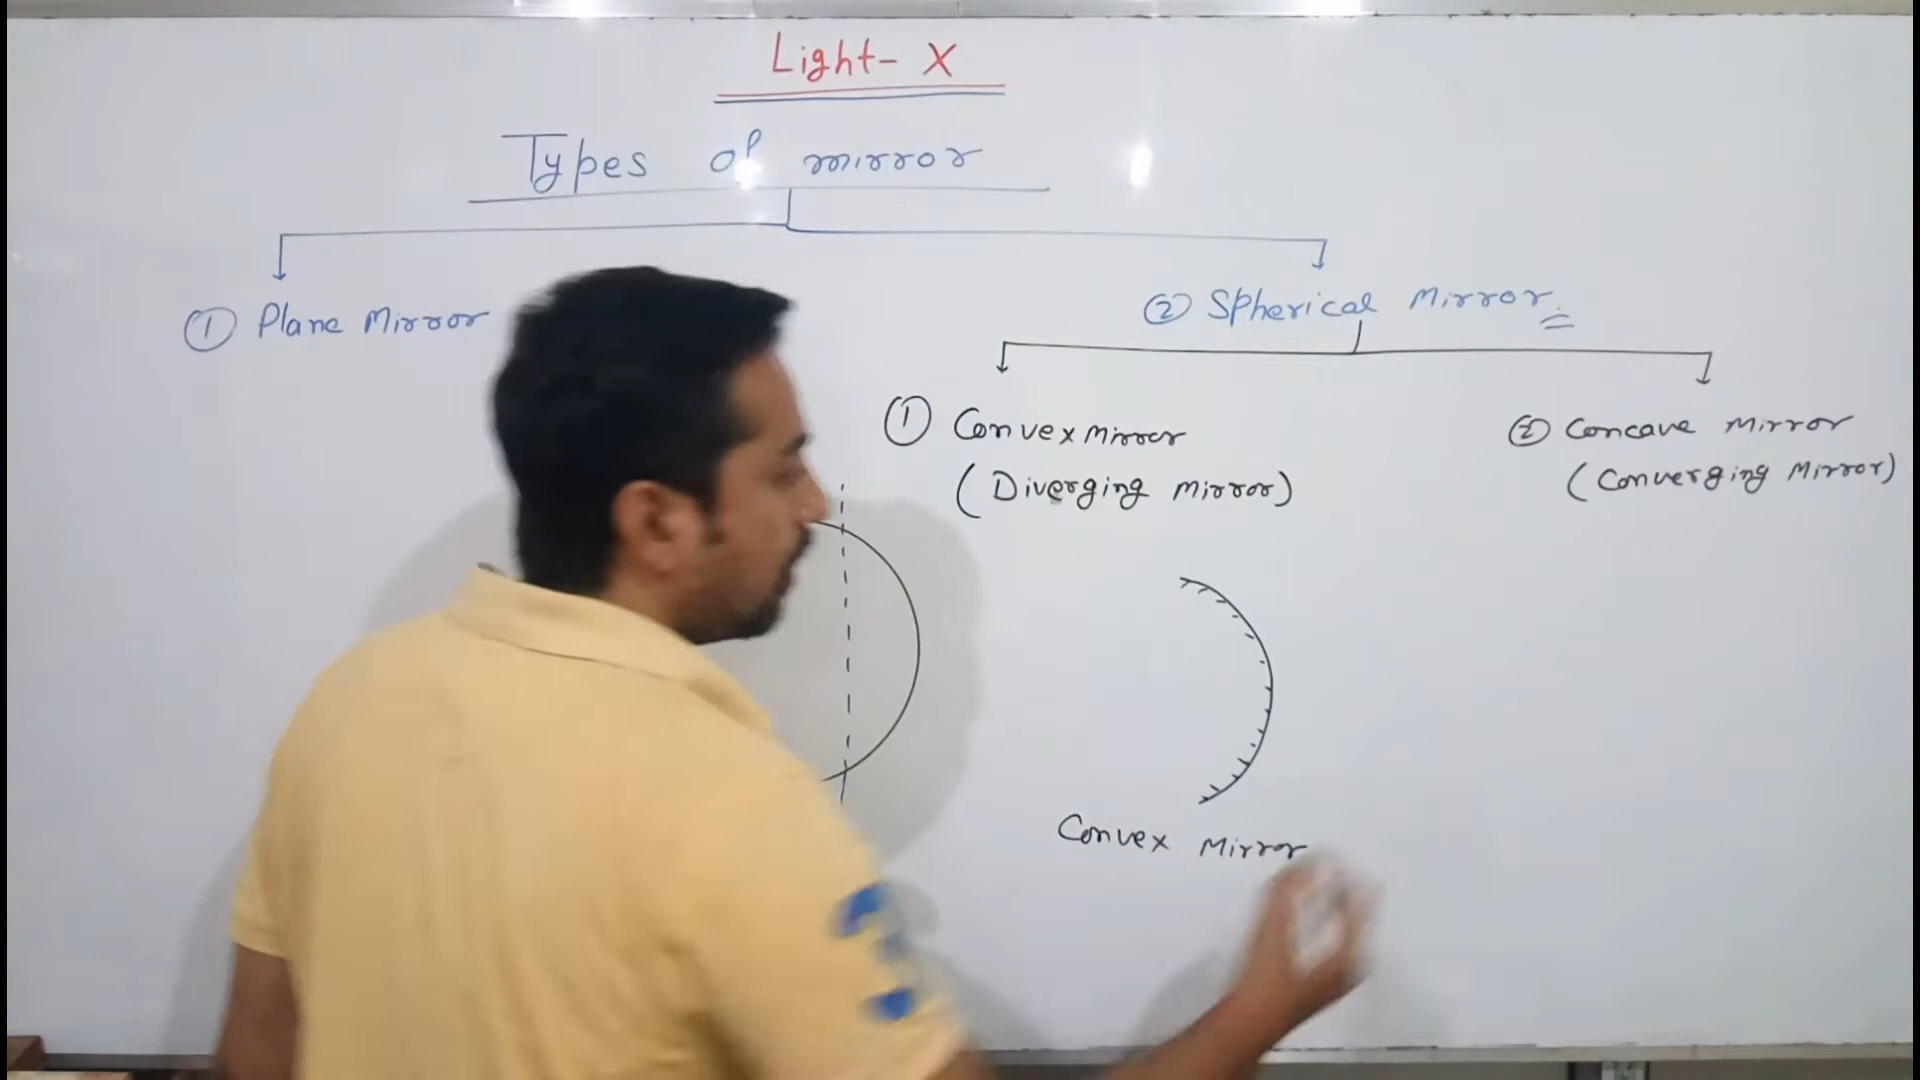 Light- X
Types of mirror
① Plane Mirror
② Spherical Mirror
① Convex Mirror
(Diverging Mirror)
② Concave Mirror
(Converging Mirror)
Convex Mirror